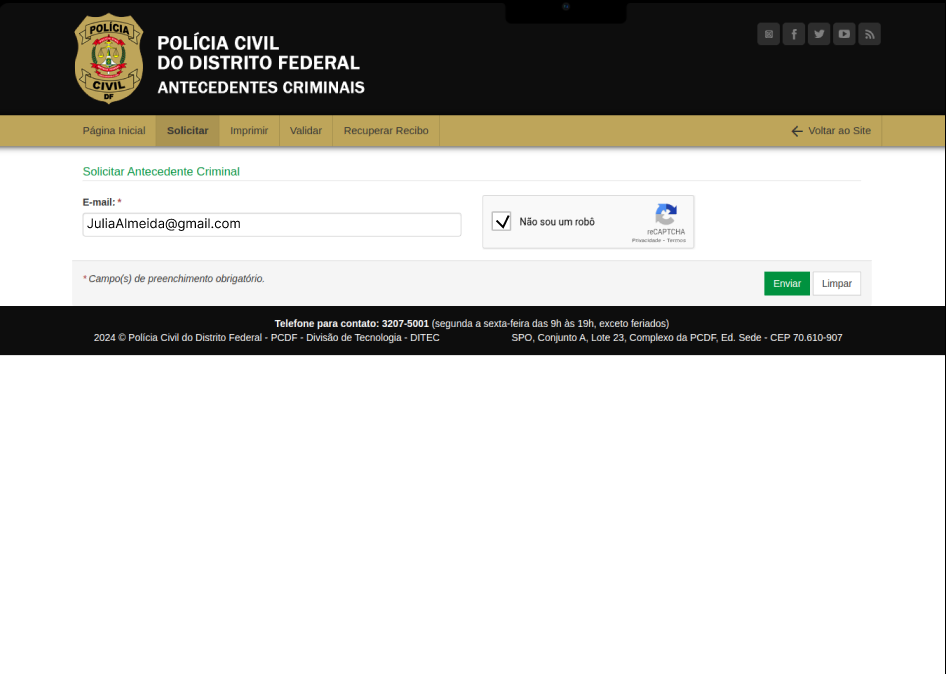 POLÍCIA
CIVIL
DF
POLÍCIA CIVIL
DO DISTRITO FEDERAL
ANTECEDENTES CRIMINAIS
Página Inicial Solicitar Imprimir Validar Recuperar Recibo Voltar ao Site
Solicitar Antecedente Criminal
E-mail: *
JuliaAlmeida@gmail.com
Não sou um robô
reCAPTCHA
Privacidade - Termos
* Campo(s) de preenchimento obrigatório.
Enviar Limpar
Telefone para contato: 3207-5001 (segunda a sexta-feira das 9h às 19h, exceto feriados)
2024 © Polícia Civil do Distrito Federal - PCDF - Divisão de Tecnologia - DITEC SPO, Conjunto A, Lote 23, Complexo da PCDF, Ed. Sede - CEP 70.610-907